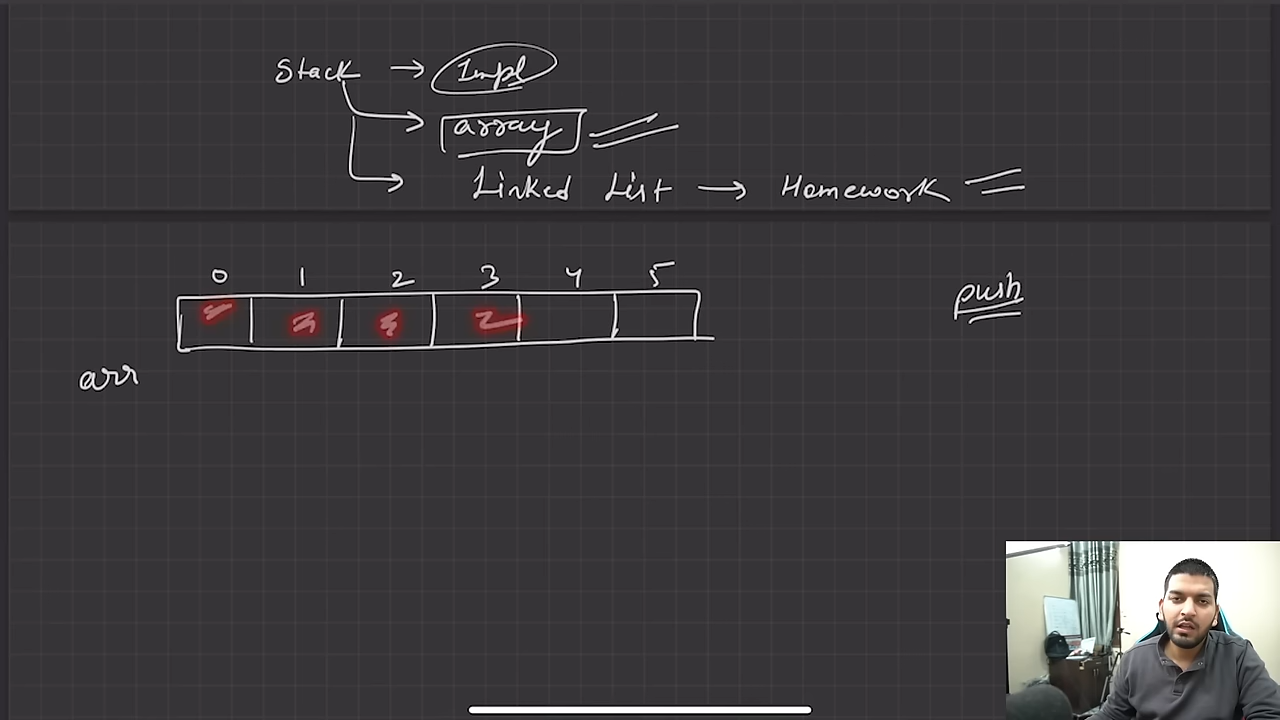 Stack → Impl
array
Linked List → Homework
0 1 2 3 4 5
push
arr